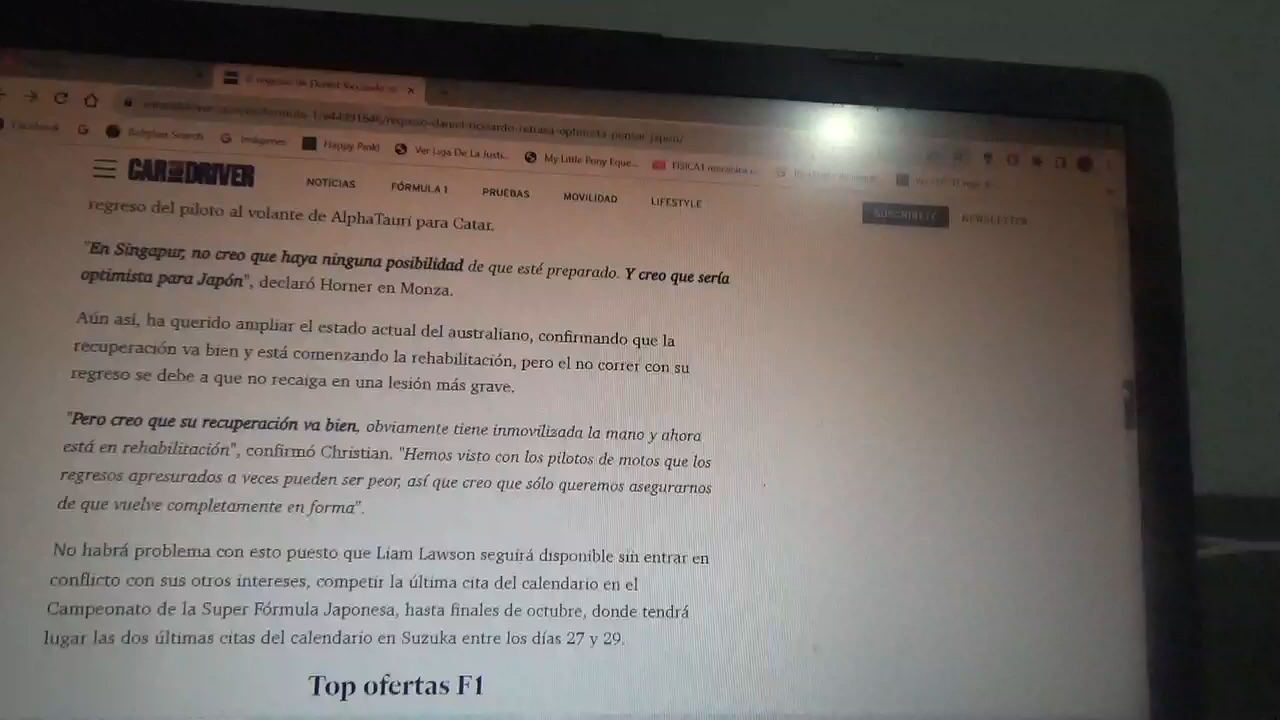 El regreso de Daniel Ricciardo se
Facebook
Babylon Search
Imágenes
Happy Pink!
Ver Liga De La Justi...
My Little Pony Eque...
CAR AND DRIVER
NOTICIAS
FÓRMULA 1
PRUEBAS
MOVILIDAD
LIFESTYLE
SUSCRÍBETE
NEWSLETTER
regreso del piloto al volante de AlphaTauri para Catar.
"En Singapur, no creo que haya ninguna posibilidad de que esté preparado. Y creo que sería
optimista para Japón", declaró Horner en Monza.
Aún así, ha querido ampliar el estado actual del australiano, confirmando que la
recuperación va bien y está comenzando la rehabilitación, pero el no correr con su
regreso se debe a que no recaiga en una lesión más grave.
"Pero creo que su recuperación va bien, obviamente tiene inmovilizada la mano y ahora
está en rehabilitación", confirmó Christian. "Hemos visto con los pilotos de motos que los
regresos apresurados a veces pueden ser peor, así que creo que sólo queremos asegurarnos
de que vuelve completamente en forma".
No habrá problema con esto puesto que Liam Lawson seguirá disponible sin entrar en
conflicto con sus otros intereses, competir la última cita del calendario en el
Campeonato de la Super Fórmula Japonesa, hasta finales de octubre, donde tendrá
lugar las dos últimas citas del calendario en Suzuka entre los días 27 y 29.
Top ofertas F1